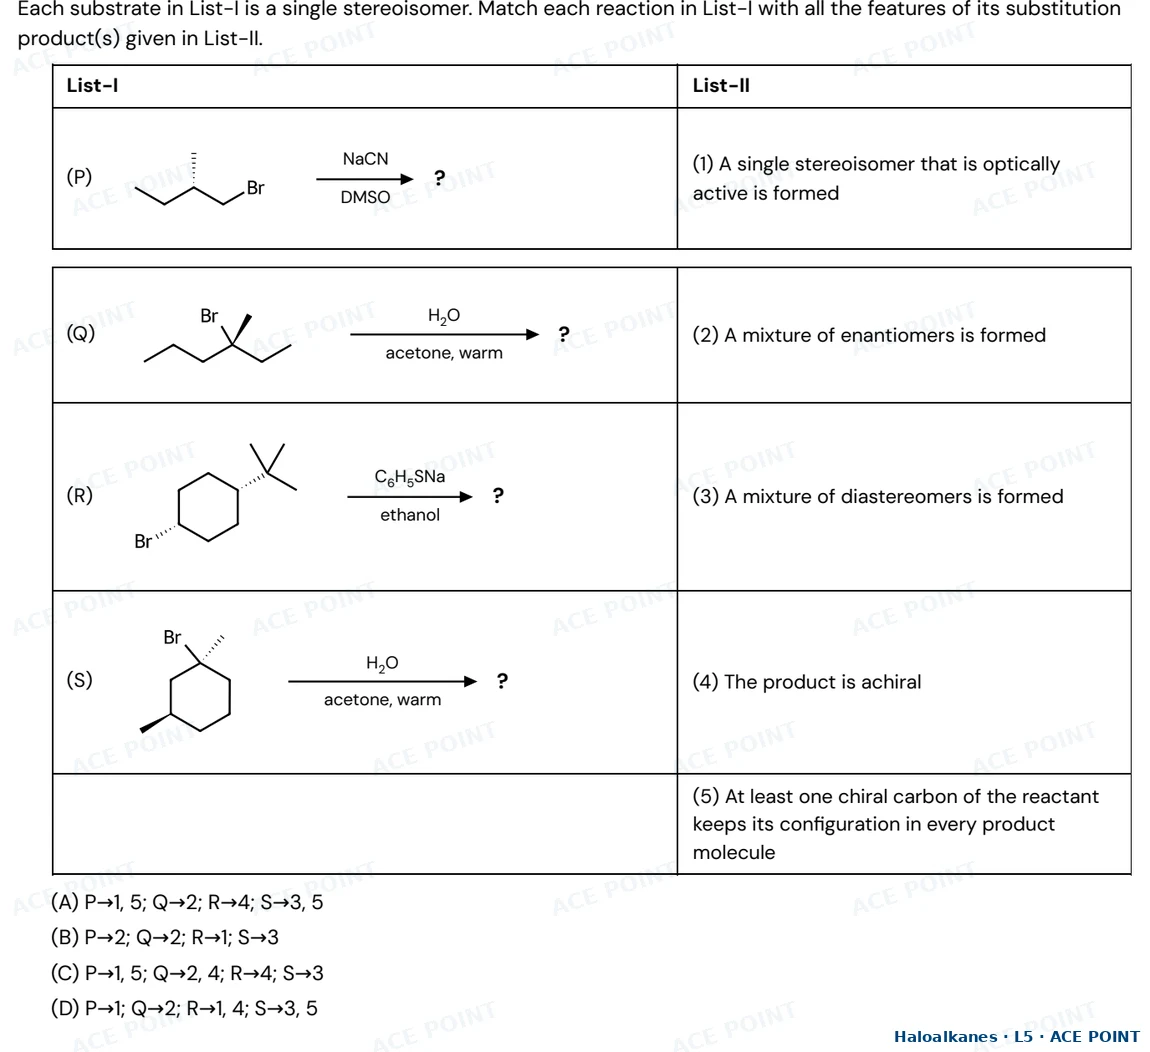 Each substrate in List-I is a single stereoisomer. Match each reaction in List-I with all the features of its substitution
product(s) given in List-II.
List-I
List-II
(P)
Br
NaCN
DMSO
?
(1) A single stereoisomer that is optically
active is formed
(Q)
Br
H2O
acetone, warm
?
(2) A mixture of enantiomers is formed
(R)
Br
C6H5SNa
ethanol
?
(3) A mixture of diastereomers is formed
(S)
Br
H2O
acetone, warm
?
(4) The product is achiral
(5) At least one chiral carbon of the reactant
keeps its configuration in every product
molecule
(A) P→1, 5; Q→2; R→4; S→3, 5
(B) P→2; Q→2; R→1; S→3
(C) P→1, 5; Q→2, 4; R→4; S→3
(D) P→1; Q→2; R→1, 4; S→3, 5
Haloalkanes · L5 · ACE POINT
ACE POINT